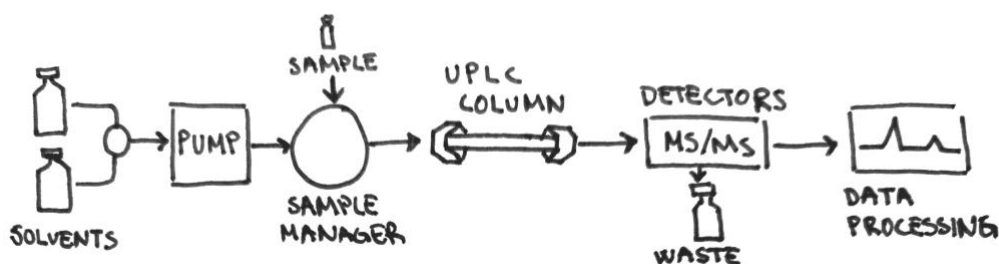 SOLVENTS
PUMP
SAMPLE
SAMPLE
MANAGER
UPLC
COLUMN
DETECTORS
MS/MS
WASTE
DATA
PROCESSING